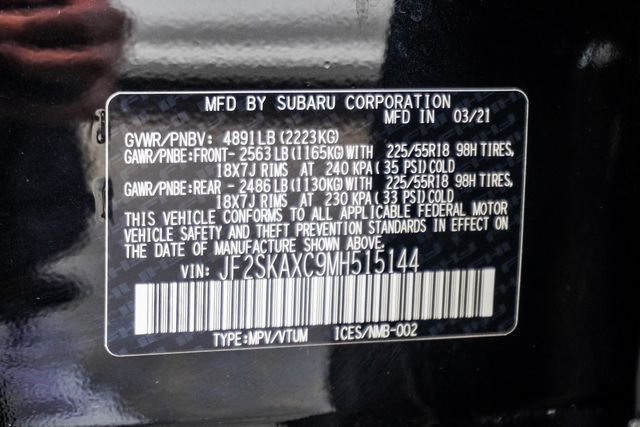 MFD BY SUBARU CORPORATION
MFD IN 03/21
GVWR/PNBV: 4891LB(2223KG)
GAWR/PNBE:FRONT- 2563LB(1165KG)WITH 225/55R18 98H TIRES,
18X7J RIMS AT 240 KPA(35 PSI)COLD
GAWR/PNBE:REAR - 2486LB(1130KG)WITH 225/55R18 98H TIRES,
18X7J RIMS AT 230 KPA(33 PSI)COLD
THIS VEHICLE CONFORMS TO ALL APPLICABLE FEDERAL MOTOR
VEHICLE SAFETY AND THEFT PREVENTION STANDARDS IN EFFECT ON
THE DATE OF MANUFACTURE SHOWN ABOVE.
VIN: JF2SKAXC9MH515144
TYPE:MPV/VTUM ICES/NMB-002